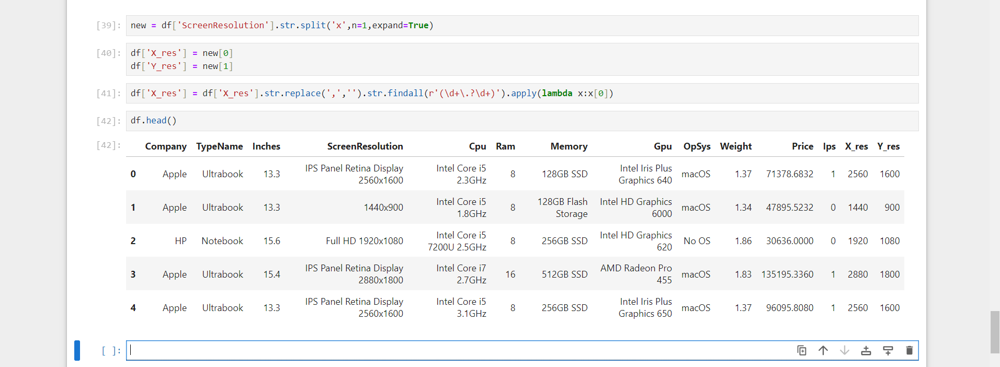 [39]: new = df['ScreenResolution'].str.split('x',n=1,expand=True)
[40]: df['X_res'] = new[0]
df['Y_res'] = new[1]
[41]: df['X_res'] = df['X_res'].str.replace(',','').str.findall(r'(\d+\.?\d+)').apply(lambda x:x[0])
[42]: df.head()
[42]: Company TypeName Inches ScreenResolution Cpu Ram Memory Gpu OpSys Weight Price Ips X_res Y_res
0 Apple Ultrabook 13.3 IPS Panel Retina Display 2560x1600 Intel Core i5 2.3GHz 8 128GB SSD Intel Iris Plus Graphics 640 macOS 1.37 71378.6832 1 2560 1600
1 Apple Ultrabook 13.3 1440x900 Intel Core i5 1.8GHz 8 128GB Flash Storage Intel HD Graphics 6000 macOS 1.34 47895.5232 0 1440 900
2 HP Notebook 15.6 Full HD 1920x1080 Intel Core i5 7200U 2.5GHz 8 256GB SSD Intel HD Graphics 620 No OS 1.86 30636.0000 0 1920 1080
3 Apple Ultrabook 15.4 IPS Panel Retina Display 2880x1800 Intel Core i7 2.7GHz 16 512GB SSD AMD Radeon Pro 455 macOS 1.83 135195.3360 1 2880 1800
4 Apple Ultrabook 13.3 IPS Panel Retina Display 2560x1600 Intel Core i5 3.1GHz 8 256GB SSD Intel Iris Plus Graphics 650 macOS 1.37 96095.8080 1 2560 1600
[ ]: